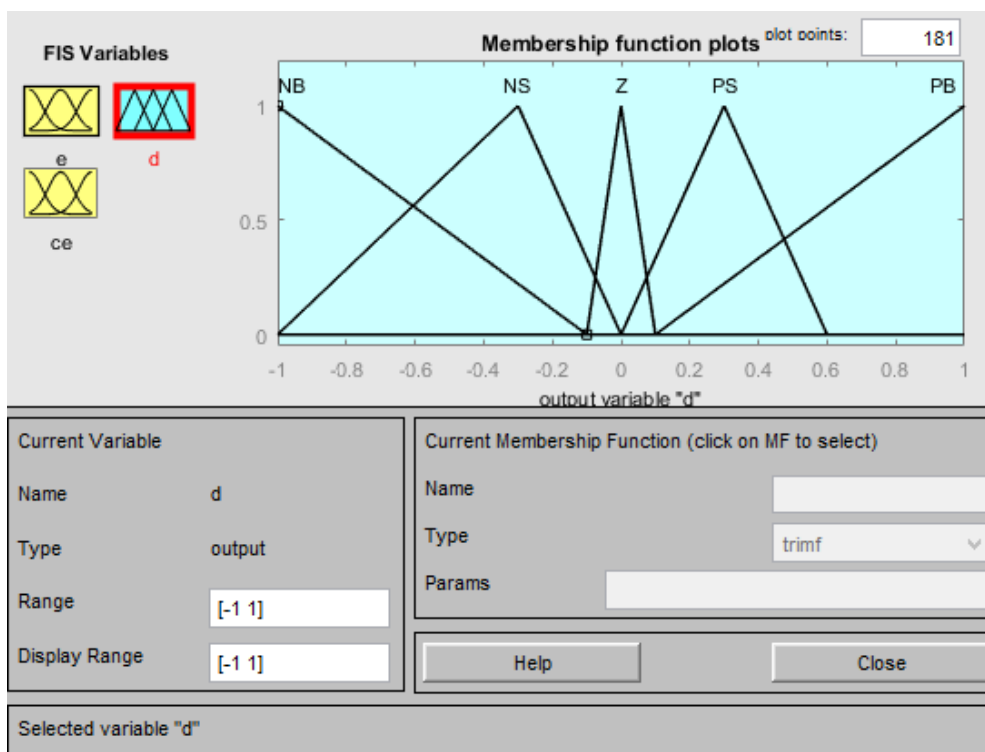 FIS Variables
Membership function plots
plot points:
181
e
d
ce
NB
NS
Z
PS
PB
1
0.5
0
-1
-0.8
-0.6
-0.4
-0.2
0
0.2
0.4
0.6
0.8
1
output variable "d"
Current Variable
Name
d
Type
output
Range
[-1 1]
Display Range
[-1 1]
Current Membership Function (click on MF to select)
Name
Type
trimf
Params
Help
Close
Selected variable "d"